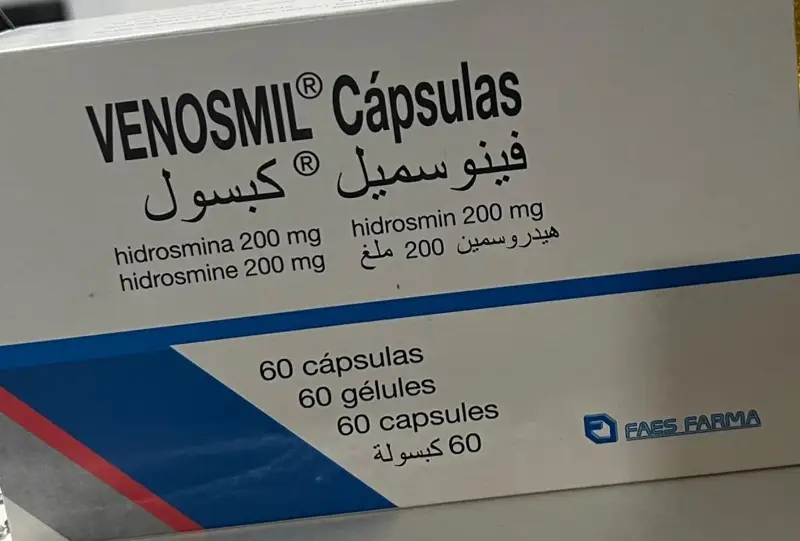 VENOSMIL® Cápsulas
فينوسميل ® كبسول
hidrosmina 200 mg hidrosmin 200 mg
hidrosmine 200 mg هيدروسمين 200 ملغ
60 cápsulas
60 gélules
60 capsules
60 كبسولة
FAES FARMA